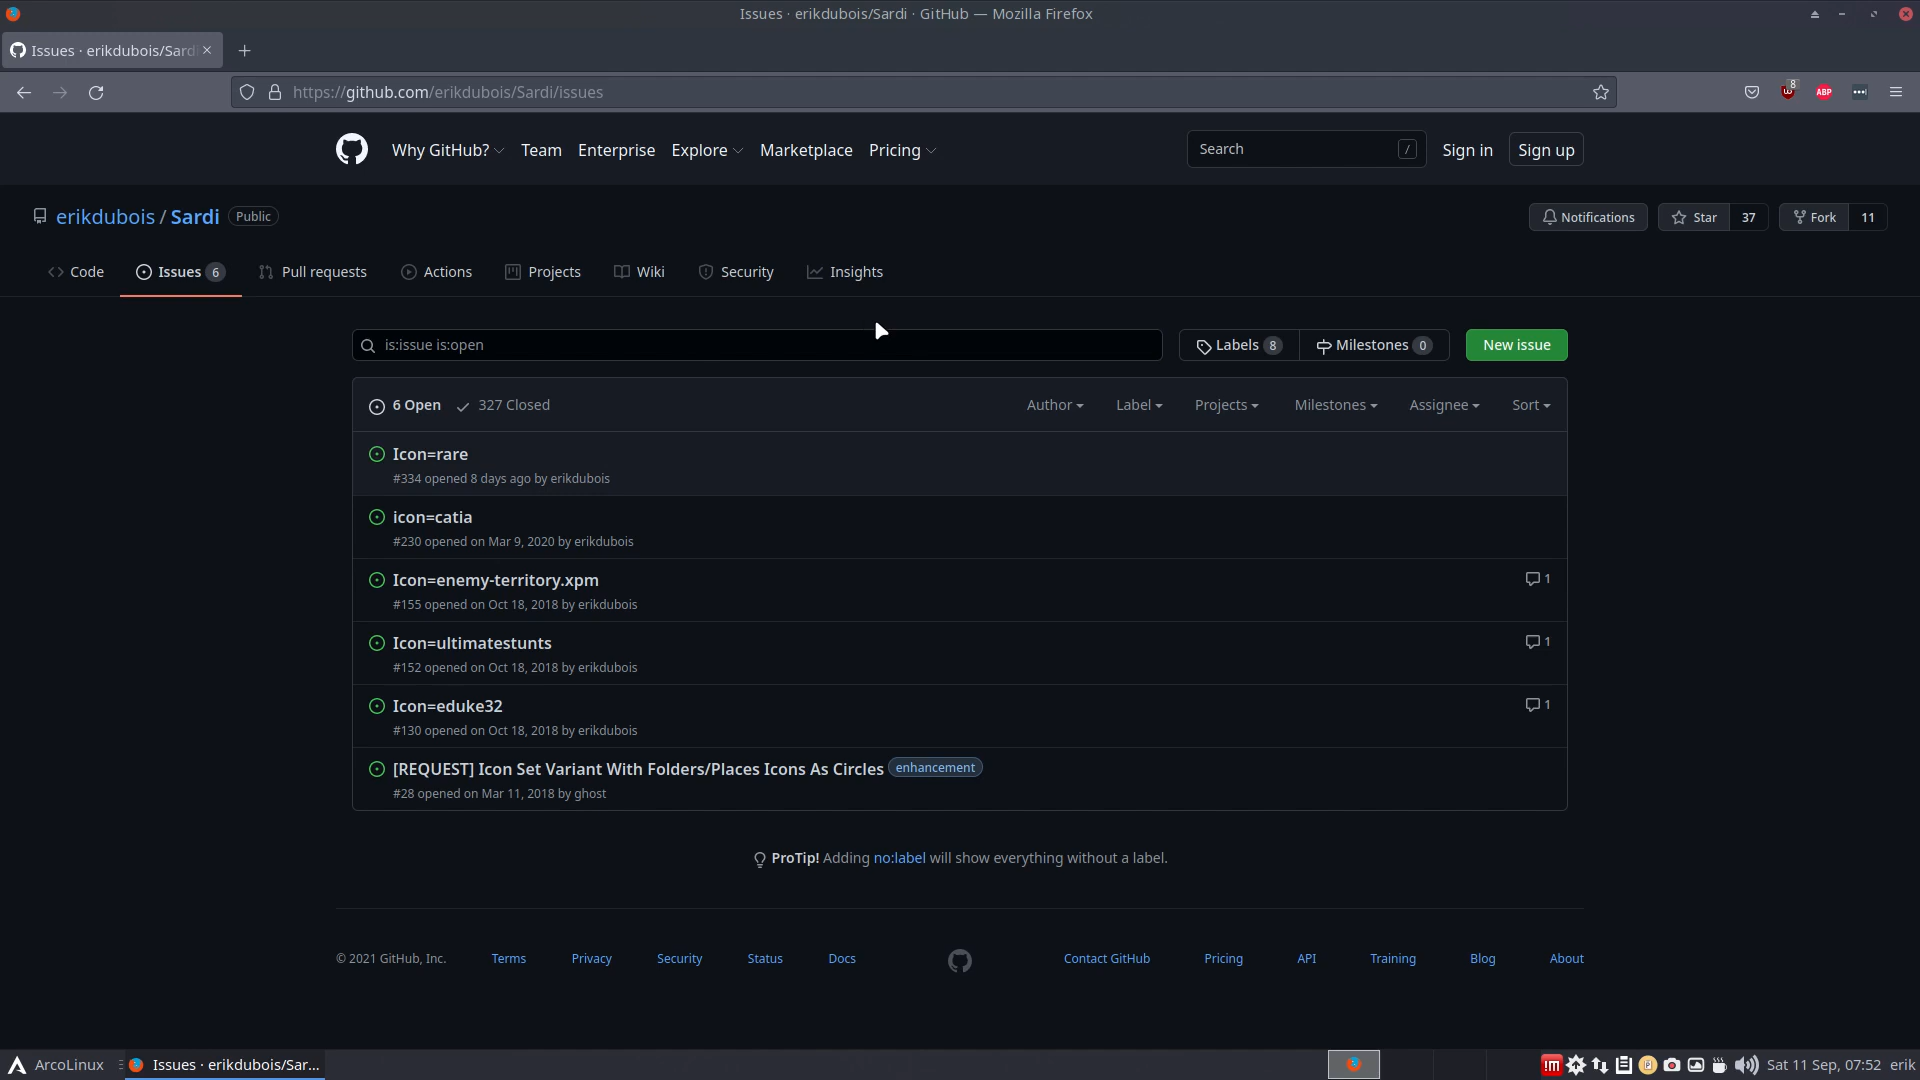 Issues · erikdubois/Sardi · GitHub — Mozilla Firefox
Issues · erikdubois/Sard
https://github.com/erikdubois/Sardi/issues
8
ABP
Why GitHub? Team Enterprise Explore Marketplace Pricing Search / Sign in Sign up
erikdubois / Sardi Public Notifications Star 37 Fork 11
Code Issues 6 Pull requests Actions Projects Wiki Security Insights
is:issue is:open Labels 8 Milestones 0 New issue
6 Open 327 Closed Author Label Projects Milestones Assignee Sort
Icon=rare
#334 opened 8 days ago by erikdubois
icon=catia
#230 opened on Mar 9, 2020 by erikdubois
Icon=enemy-territory.xpm 1
#155 opened on Oct 18, 2018 by erikdubois
Icon=ultimatestunts 1
#152 opened on Oct 18, 2018 by erikdubois
Icon=eduke32 1
#130 opened on Oct 18, 2018 by erikdubois
[REQUEST] Icon Set Variant With Folders/Places Icons As Circles enhancement
#28 opened on Mar 11, 2018 by ghost
ProTip! Adding no:label will show everything without a label.
© 2021 GitHub, Inc. Terms Privacy Security Status Docs Contact GitHub Pricing API Training Blog About
ArcoLinux Issues · erikdubois/Sar... Sat 11 Sep, 07:52 erik